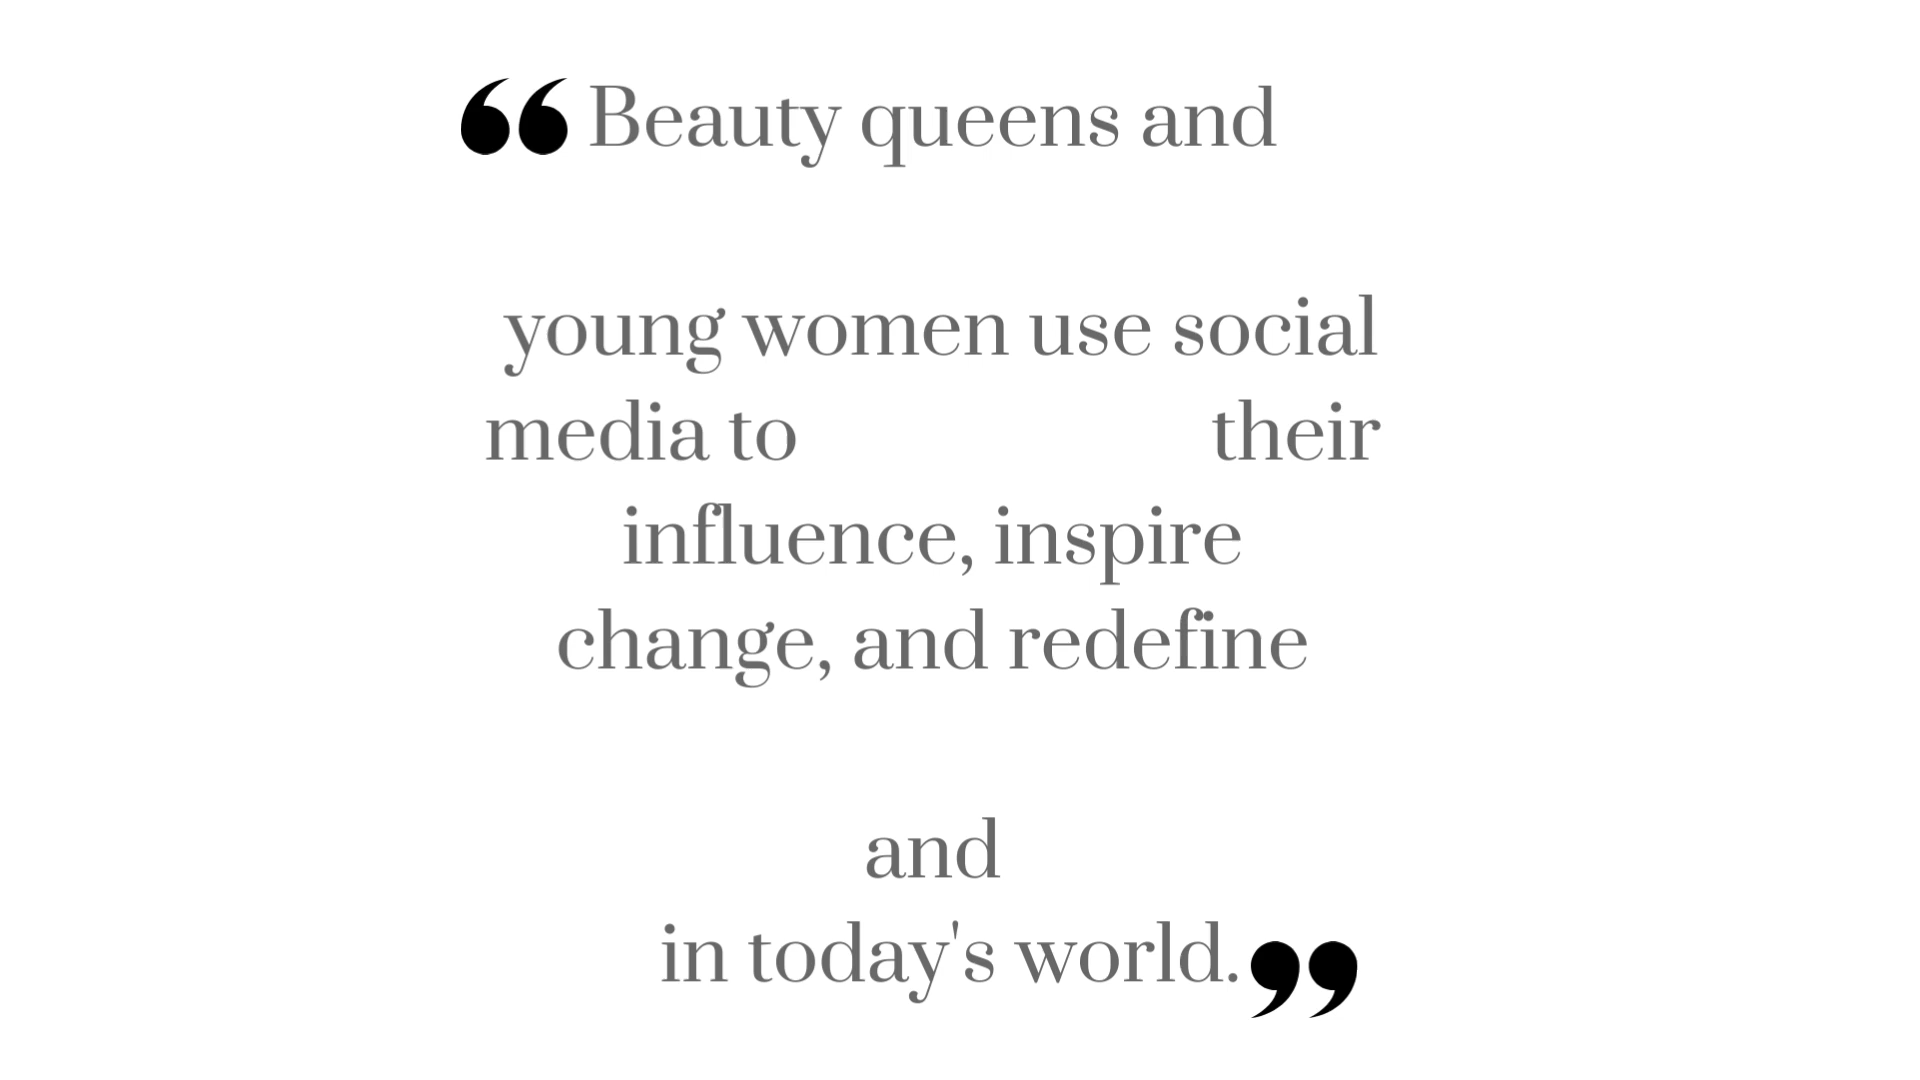 “Beauty queens and
young women use social
media to their
influence, inspire
change, and redefine
and
in today's world.”